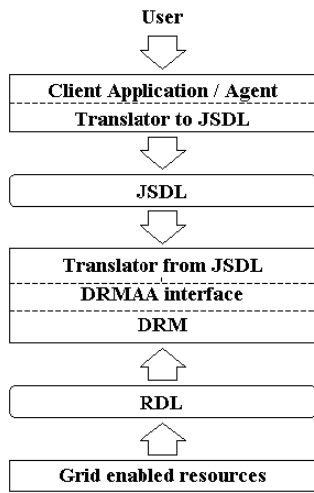 User
Client Application / Agent
Translator to JSDL
JSDL
Translator from JSDL
DRMAA interface
DRM
RDL
Grid enabled resources